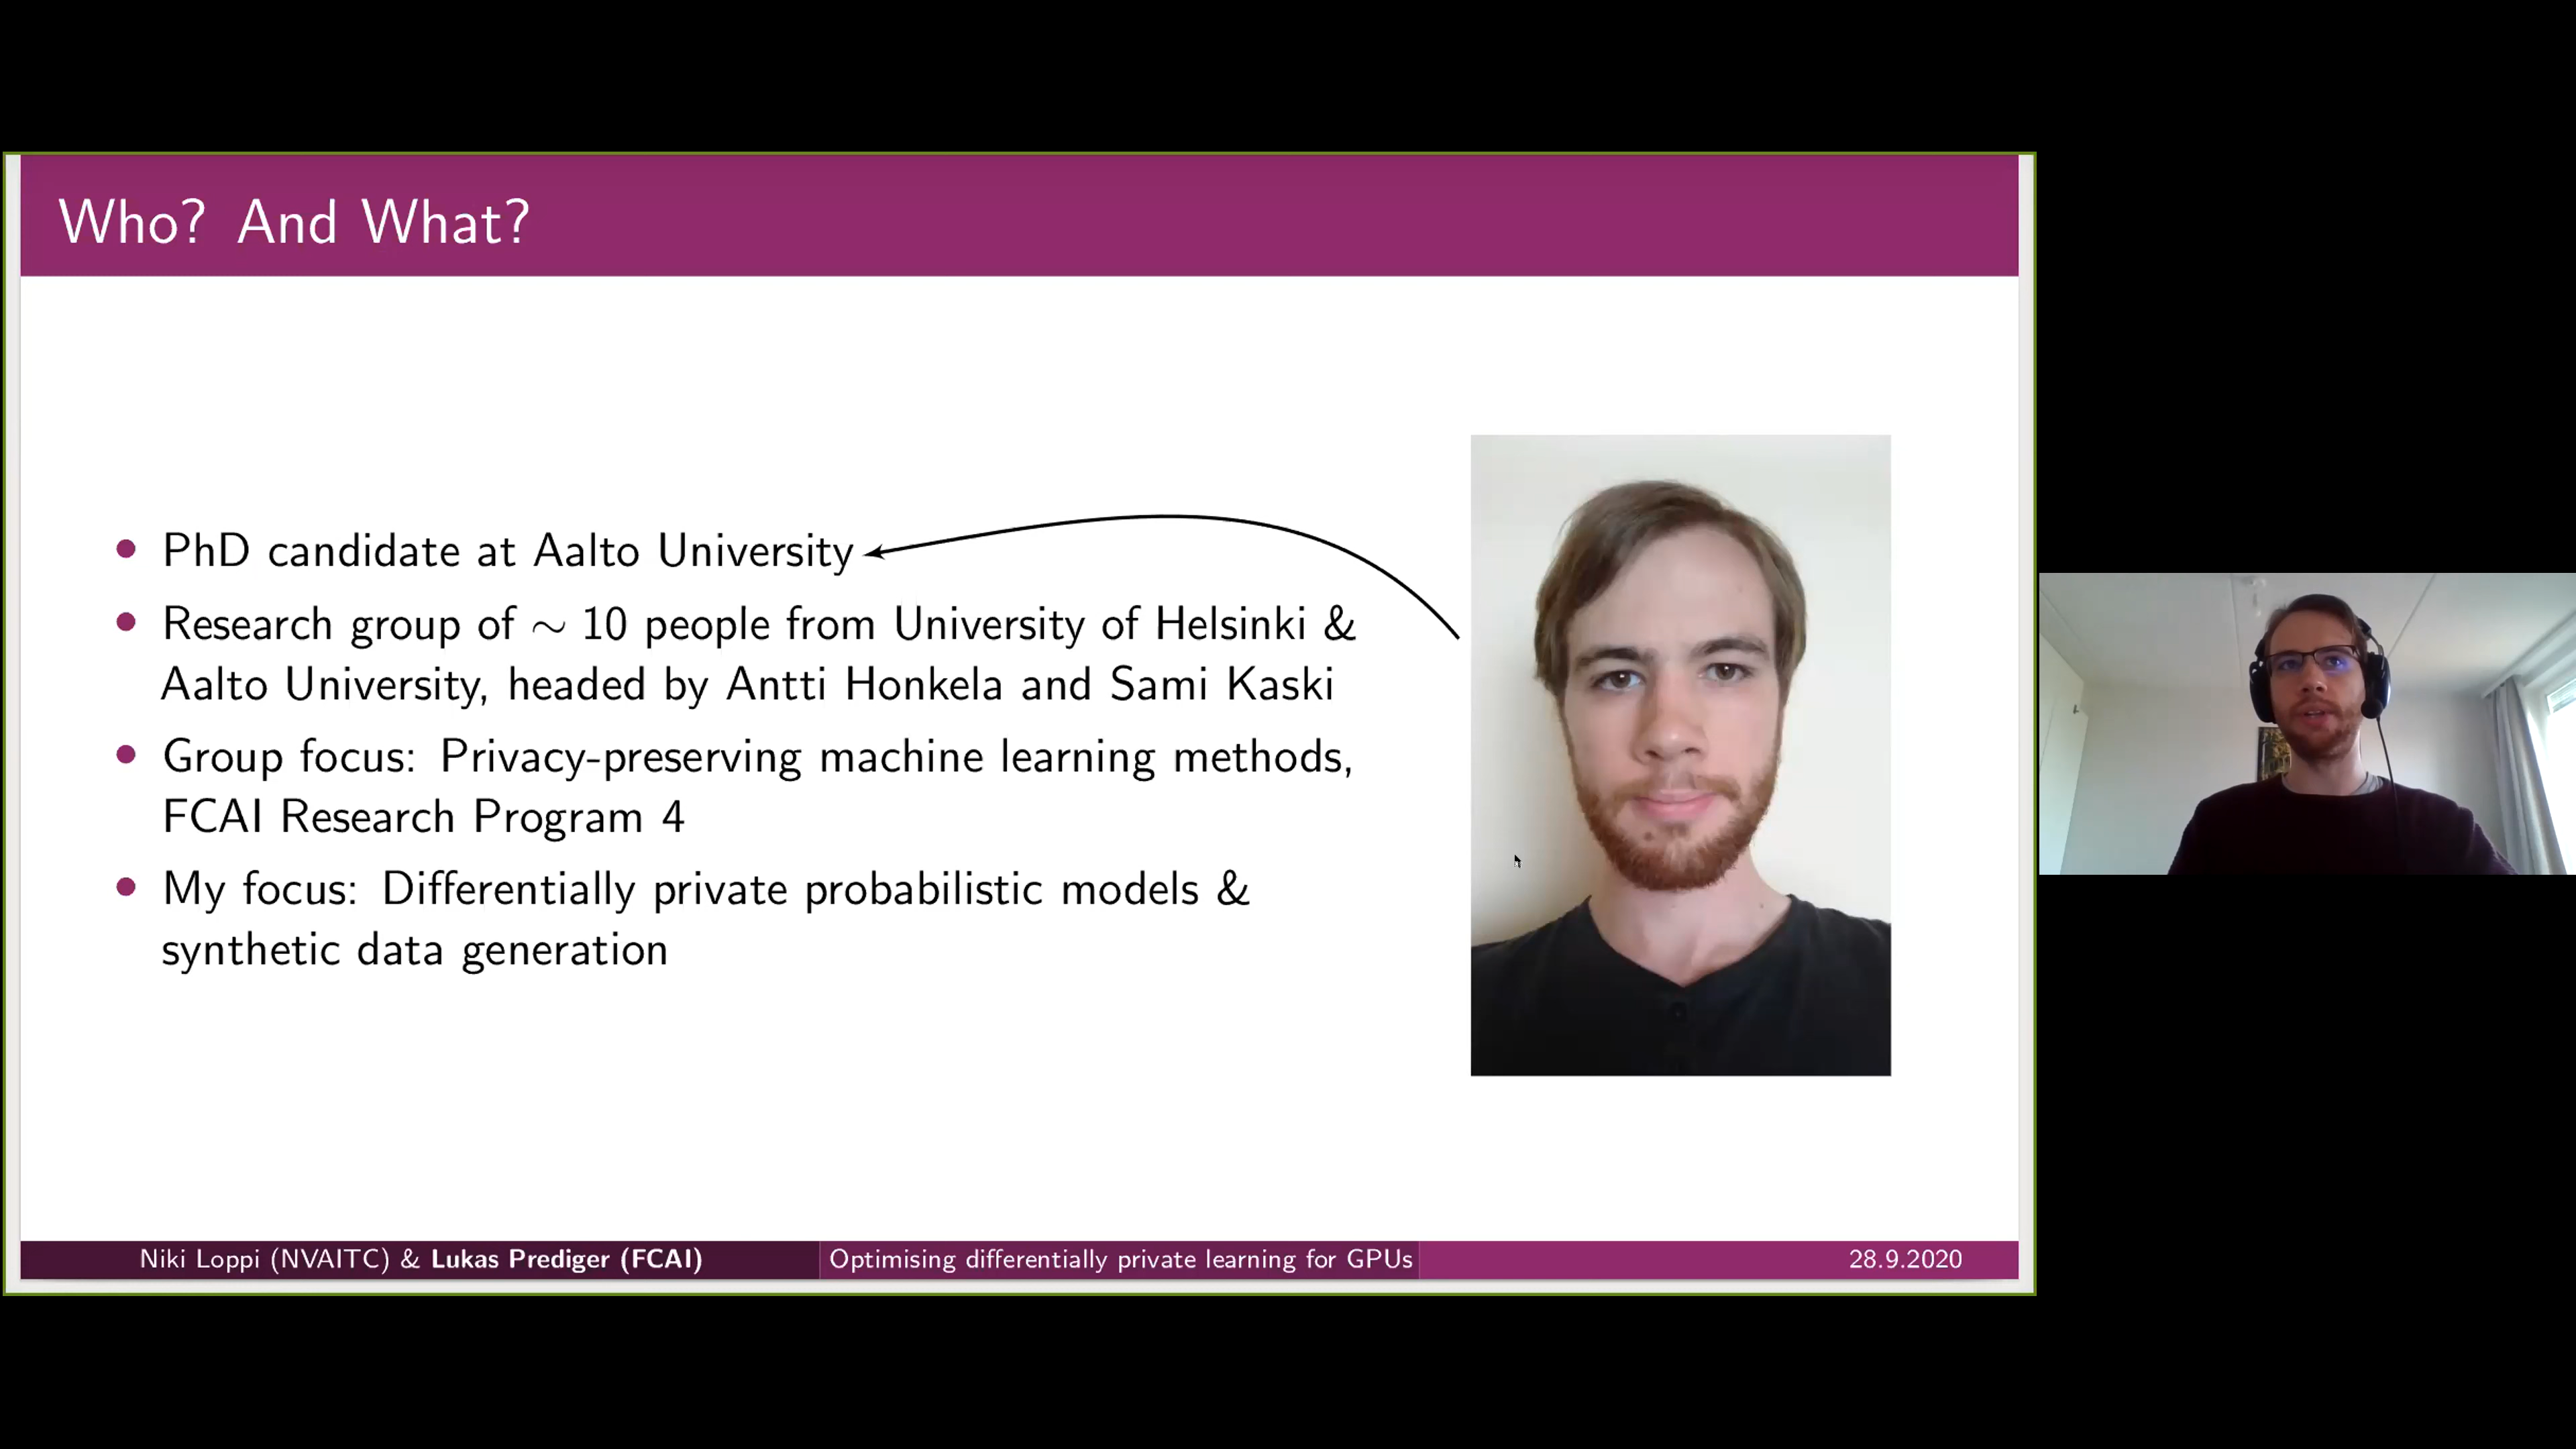 Who? And What?
• PhD candidate at Aalto University
• Research group of ∼ 10 people from University of Helsinki &
Aalto University, headed by Antti Honkela and Sami Kaski
• Group focus: Privacy-preserving machine learning methods,
FCAI Research Program 4
• My focus: Differentially private probabilistic models &
synthetic data generation
Niki Loppi (NVAITC) & Lukas Prediger (FCAI)
Optimising differentially private learning for GPUs
28.9.2020